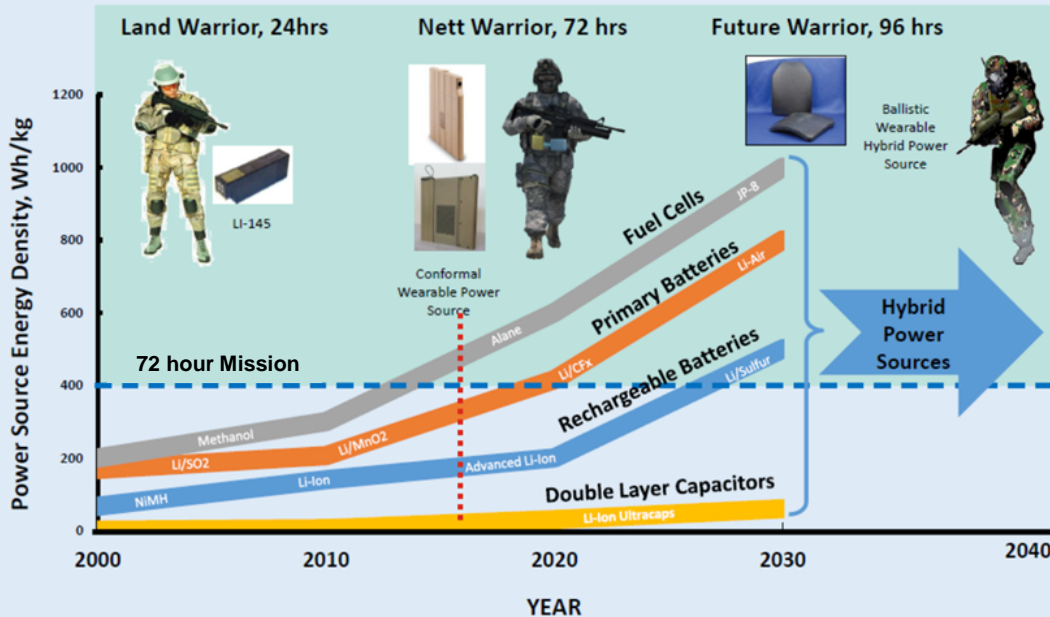 Land Warrior, 24hrs
Nett Warrior, 72 hrs
Future Warrior, 96 hrs
Power Source Energy Density, Wh/kg
1200
1000
800
600
400
200
0
LI-145
Conformal
Wearable Power
Source
Ballistic
Wearable
Hybrid Power
Source
72 hour Mission
Fuel Cells
Primary Batteries
Rechargeable Batteries
Double Layer Capacitors
Methanol
Alane
JP-8
Li/SO2
Li/MnO2
Li/CFx
Li-Air
NiMH
Li-Ion
Advanced Li-Ion
Li/Sulfur
Li-Ion Ultracaps
Hybrid
Power
Sources
2000
2010
2020
2030
2040
YEAR